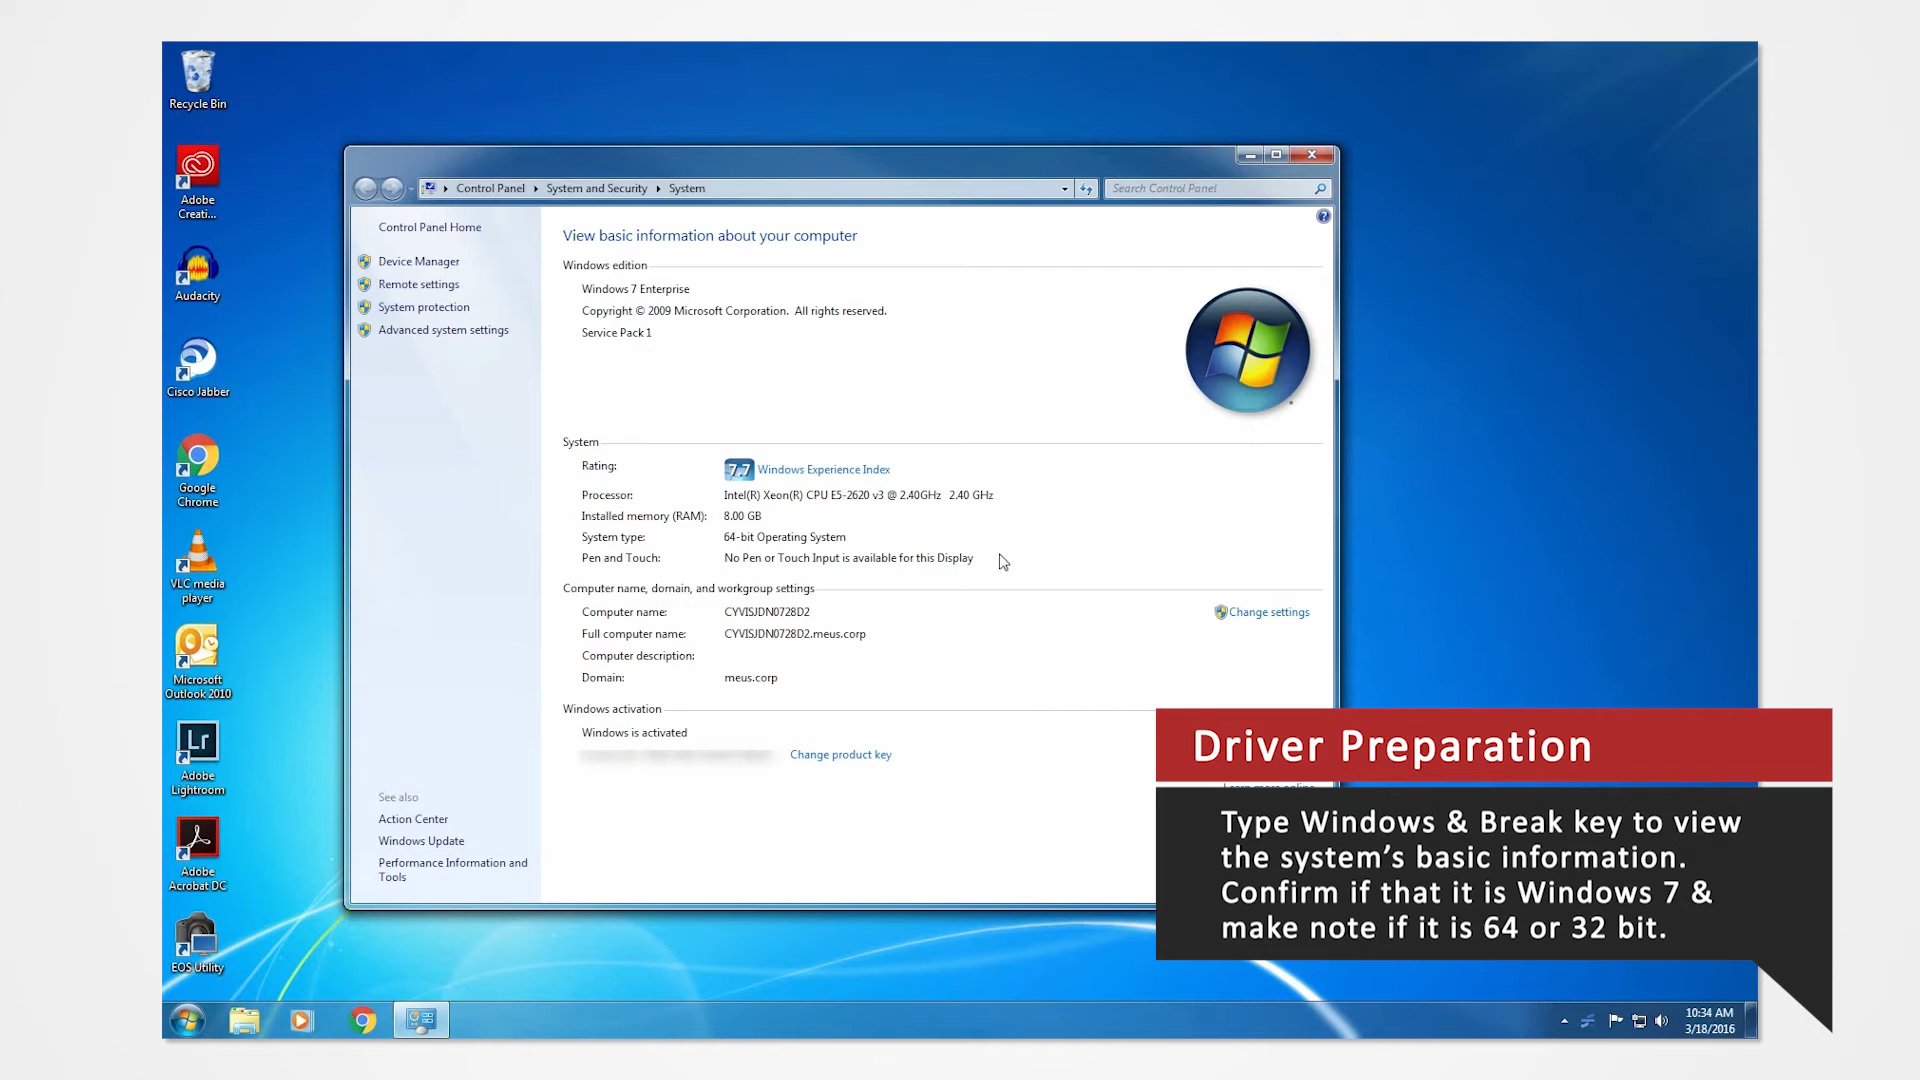 Recycle Bin
Adobe
Creati...
Audacity
Cisco Jabber
Google
Chrome
VLC media
player
Microsoft
Outlook 2010
Lr
Adobe
Lightroom
Adobe
Acrobat DC
EOS Utility
Control Panel
System and Security
System
Search Control Panel
Control Panel Home
Device Manager
Remote settings
System protection
Advanced system settings
See also
Action Center
Windows Update
Performance Information and
Tools
View basic information about your computer
Windows edition
Windows 7 Enterprise
Copyright © 2009 Microsoft Corporation. All rights reserved.
Service Pack 1
System
Rating: 7.7 Windows Experience Index
Processor: Intel(R) Xeon(R) CPU E5-2620 v3 @ 2.40GHz 2.40 GHz
Installed memory (RAM): 8.00 GB
System type: 64-bit Operating System
Pen and Touch: No Pen or Touch Input is available for this Display
Computer name, domain, and workgroup settings
Computer name: CYVISJDN0728D2 Change settings
Full computer name: CYVISJDN0728D2.meus.corp
Computer description:
Domain: meus.corp
Windows activation
Windows is activated
Change product key
Driver Preparation
Type Windows & Break key to view
the system's basic information.
Confirm if that it is Windows 7 &
make note if it is 64 or 32 bit.
10:34 AM
3/18/2016